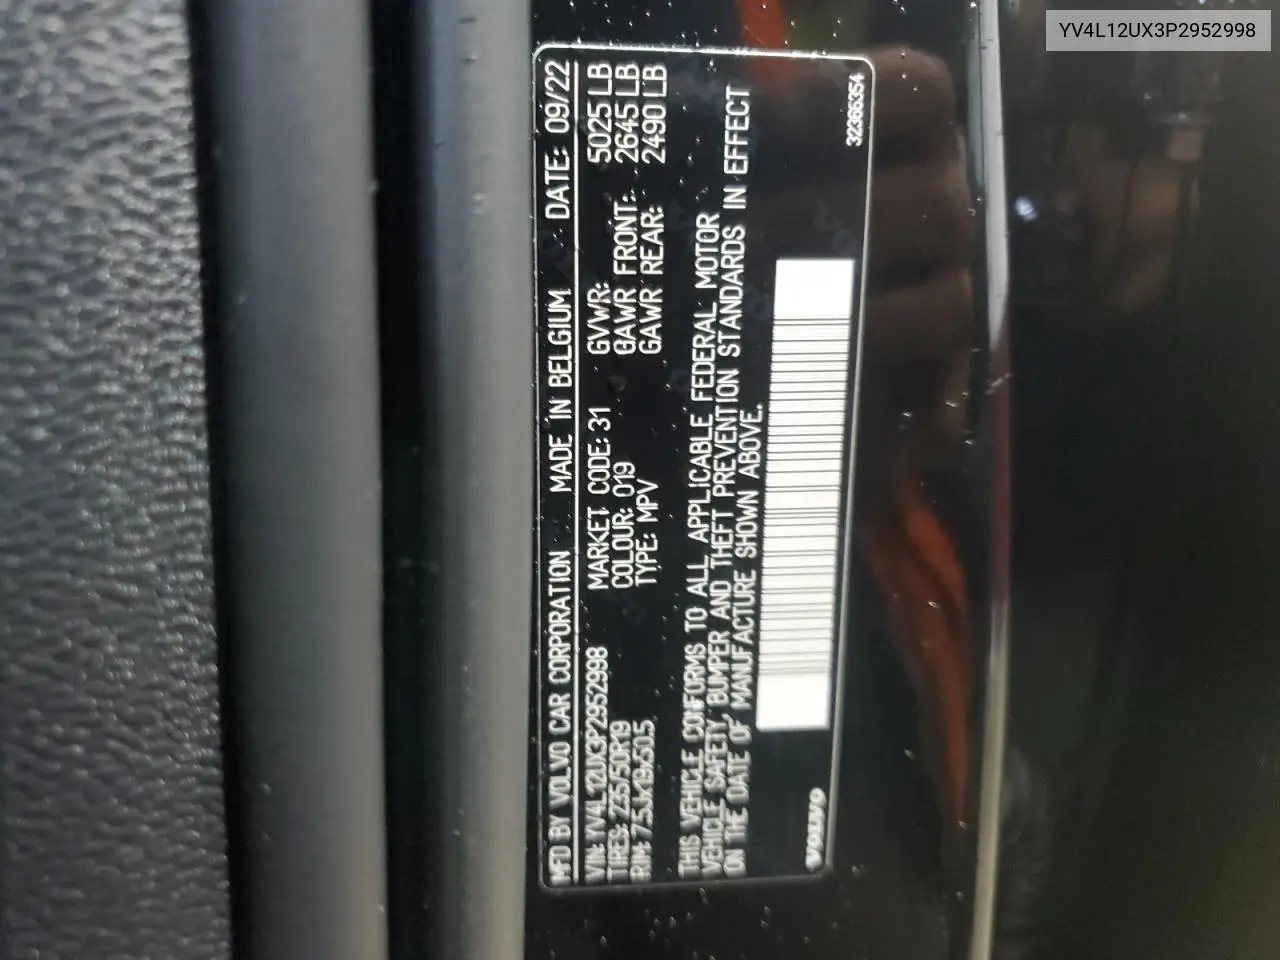 YV4L12UX3P2952998
MFD BY VOLVO CAR CORPORATION MADE IN BELGIUM DATE: 09/22
VIN: YV4L12UX3P2952998 MARKET CODE: 31 GVWR: 5025 LB
TIRES: 235/50R19 COLOUR: 019 GAWR FRONT: 2645 LB
RIM: 7.5Jx19x50.5 TYPE: MPV GAWR REAR: 2490 LB
THIS VEHICLE CONFORMS TO ALL APPLICABLE FEDERAL MOTOR
VEHICLE SAFETY, BUMPER AND THEFT PREVENTION STANDARDS IN EFFECT
ON THE DATE OF MANUFACTURE SHOWN ABOVE.
VOLVO 32366354